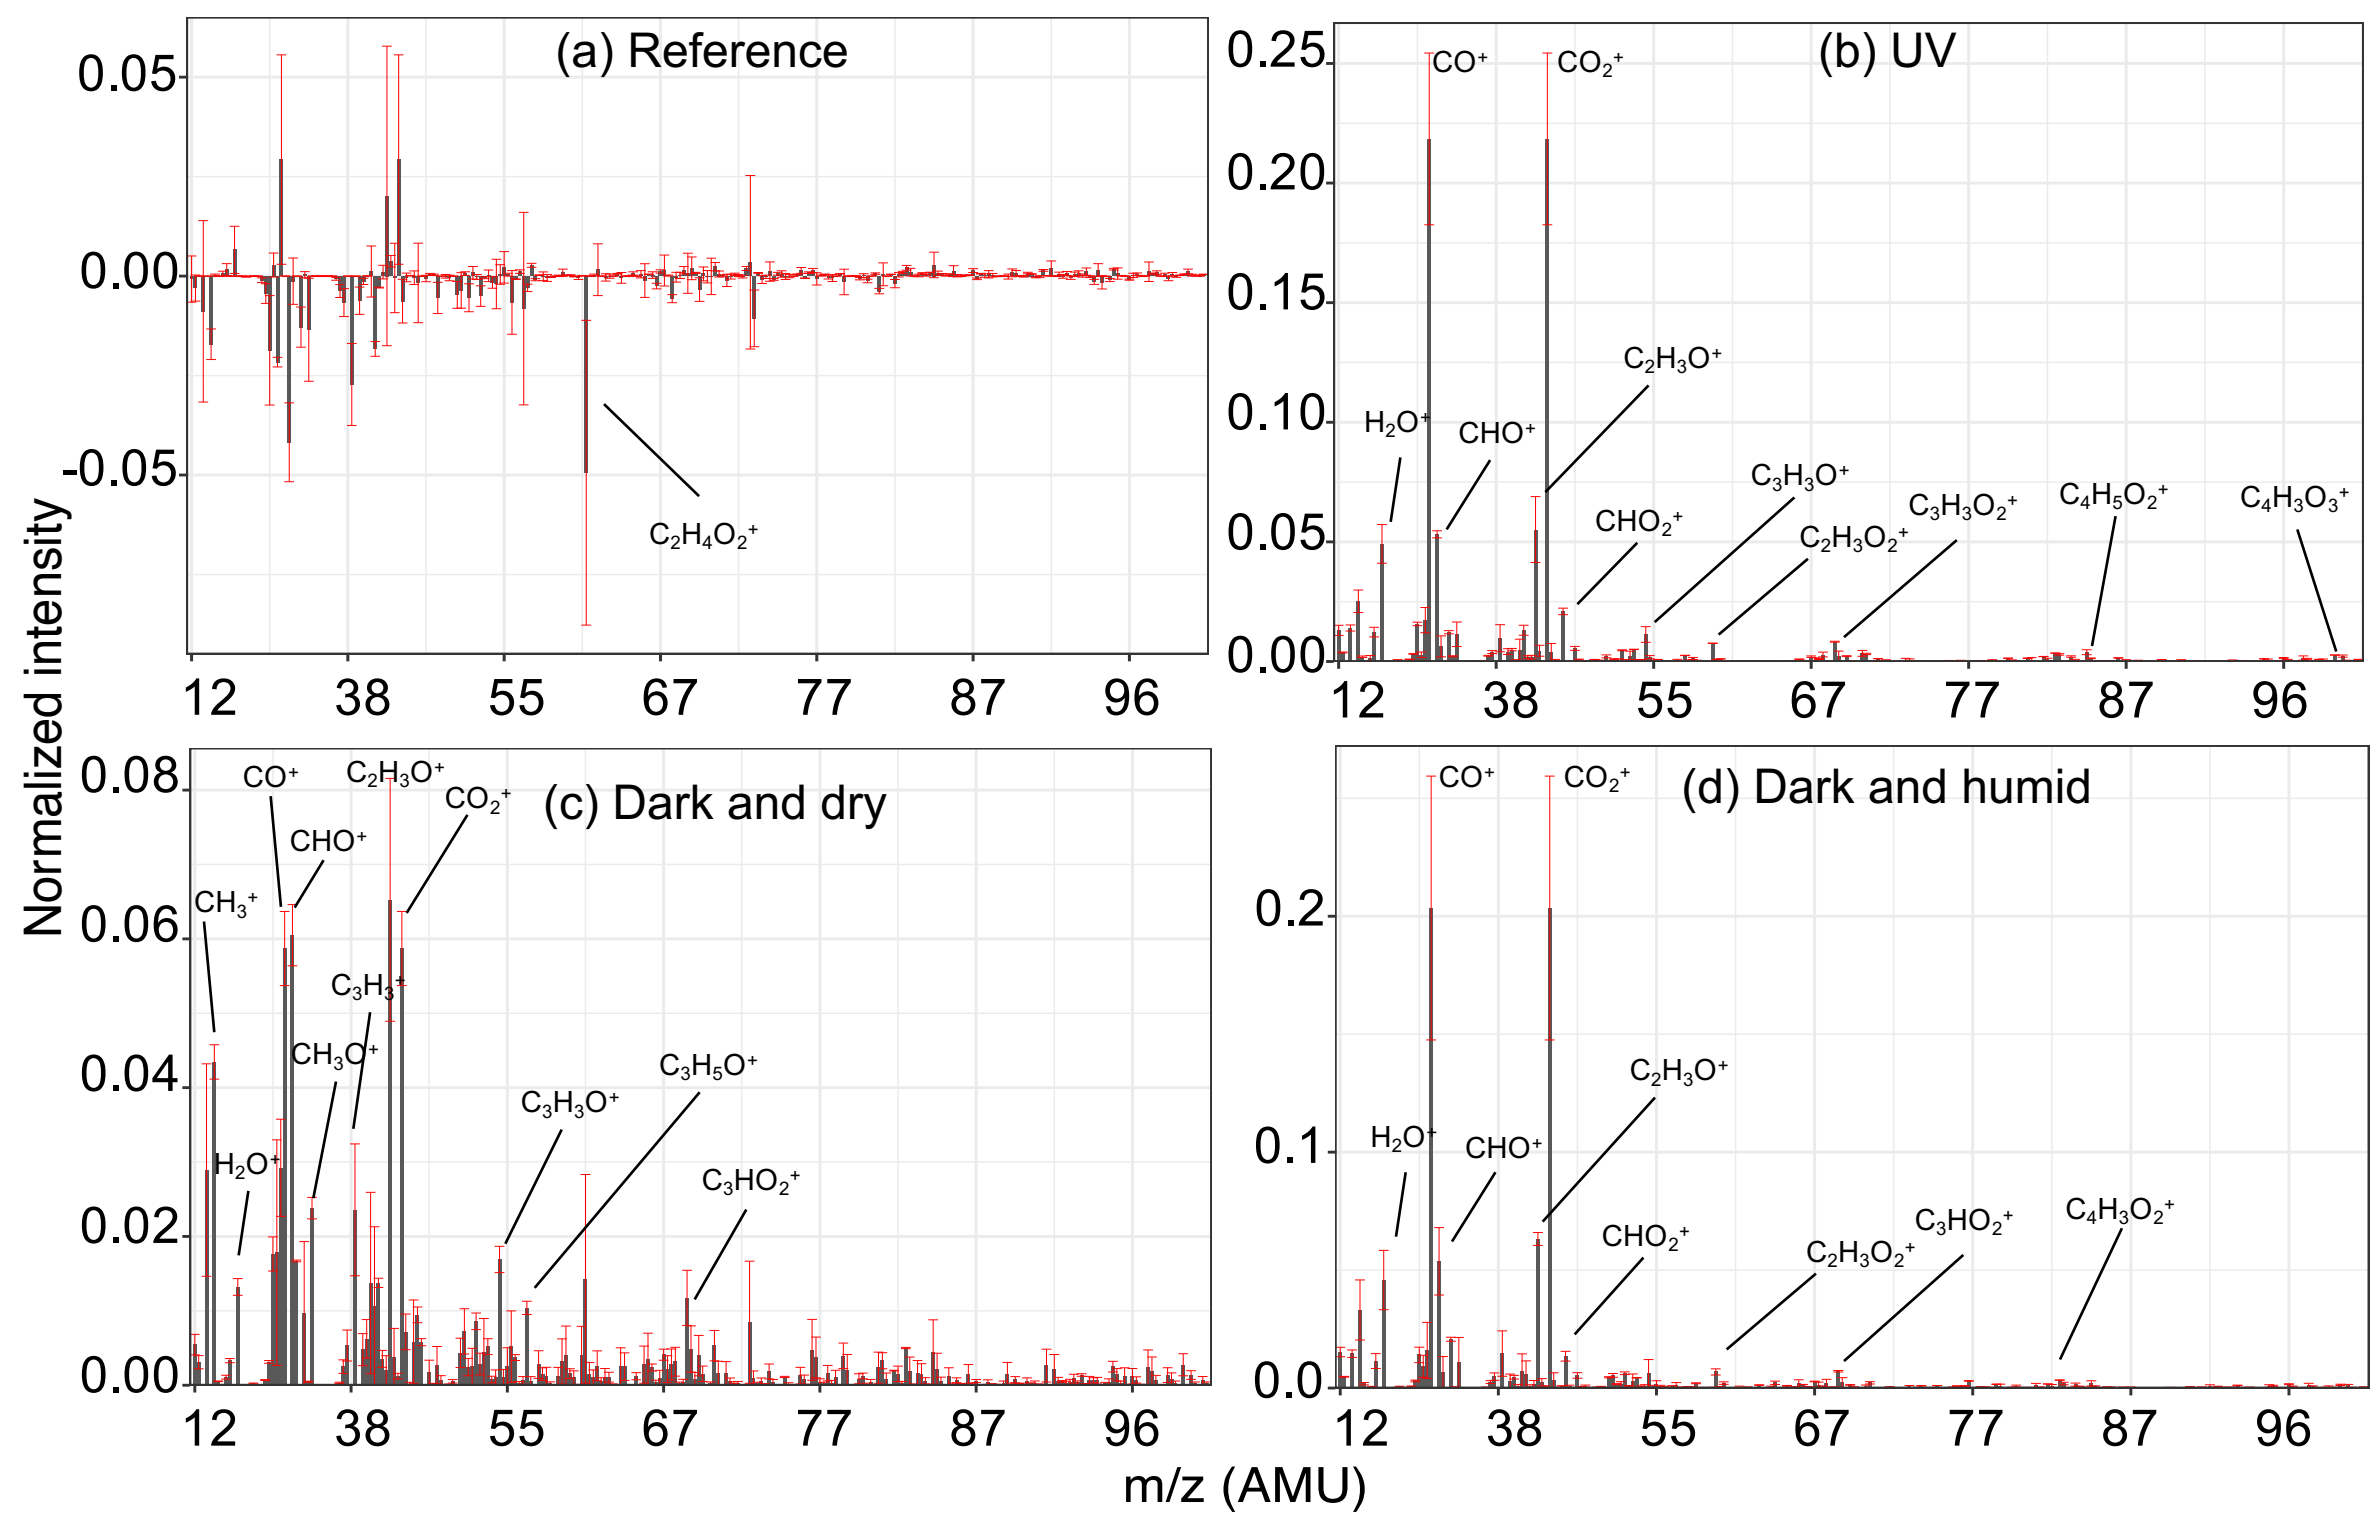 Normalized intensity
(a) Reference
0.05
0.00
-0.05
C₂H₄O₂⁺
12 38 55 67 77 87 96
(b) UV
0.25
0.20
0.15
0.10
0.05
0.00
CO⁺
CO₂⁺
C₂H₃O⁺
H₂O⁺
CHO⁺
CHO₂⁺
C₃H₃O⁺
C₂H₃O₂⁺
C₃H₃O₂⁺
C₄H₅O₂⁺
C₄H₃O₃⁺
12 38 55 67 77 87 96
(c) Dark and dry
0.08
0.06
0.04
0.02
0.00
CO⁺
C₂H₃O⁺
CO₂⁺
CHO⁺
CH₃⁺
C₃H₃⁺
CH₃O⁺
H₂O⁺
C₃H₃O⁺
C₃H₅O⁺
C₃HO₂⁺
12 38 55 67 77 87 96
(d) Dark and humid
0.2
0.1
0.0
CO⁺
CO₂⁺
C₂H₃O⁺
H₂O⁺
CHO⁺
CHO₂⁺
C₂H₃O₂⁺
C₃HO₂⁺
C₄H₃O₂⁺
12 38 55 67 77 87 96
m/z (AMU)